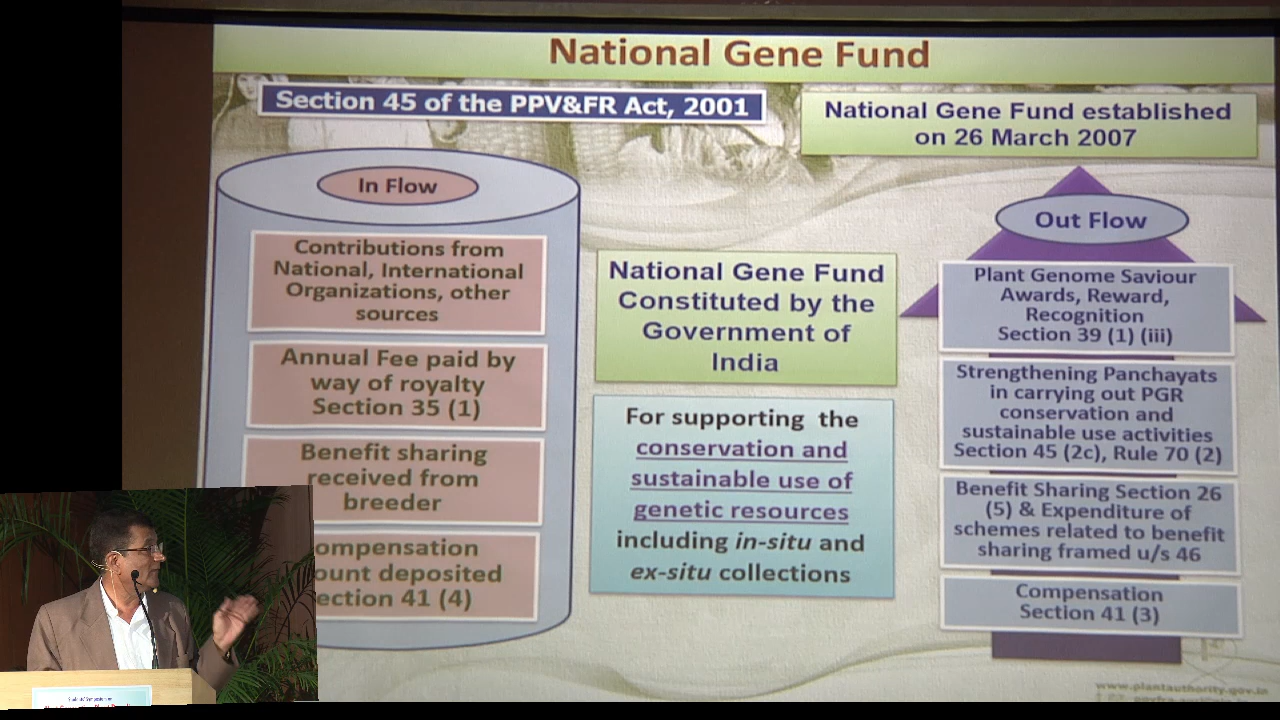 National Gene Fund
Section 45 of the PPV&FR Act, 2001
National Gene Fund established
on 26 March 2007
In Flow
Contributions from
National, International
Organizations, other
sources
Annual Fee paid by
way of royalty
Section 35 (1)
Benefit sharing
received from
breeder
ompensation
ount deposited
ection 41 (4)
National Gene Fund
Constituted by the
Government of
India
For supporting the
conservation and
sustainable use of
genetic resources
including in-situ and
ex-situ collections
Out Flow
Plant Genome Saviour
Awards, Reward,
Recognition
Section 39 (1) (iii)
Strengthening Panchayats
in carrying out PGR
conservation and
sustainable use activities
Section 45 (2c), Rule 70 (2)
Benefit Sharing Section 26
(5) & Expenditure of
schemes related to benefit
sharing framed u/s 46
Compensation
Section 41 (3)
www.plantauthority.gov.in
Students' Symposium on